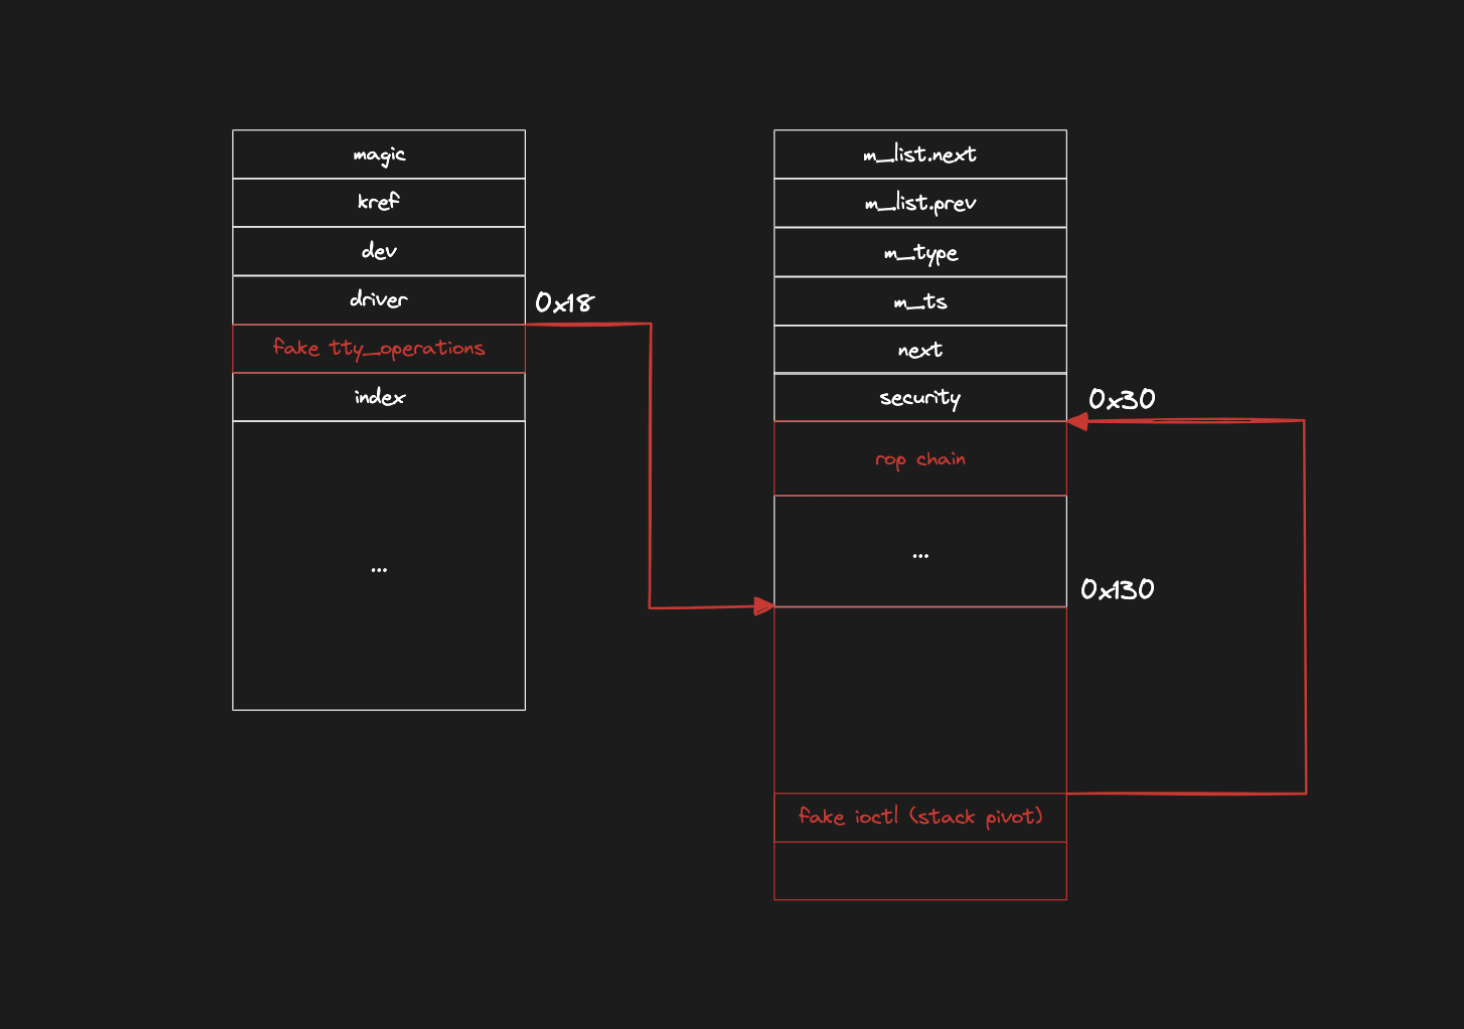 magic
kref
dev
driver
0x18
fake tty_operations
index
...
m_list.next
m_list.prev
m_type
m_ts
next
security
0x30
rop chain
...
0x130
fake ioctl (stack pivot)